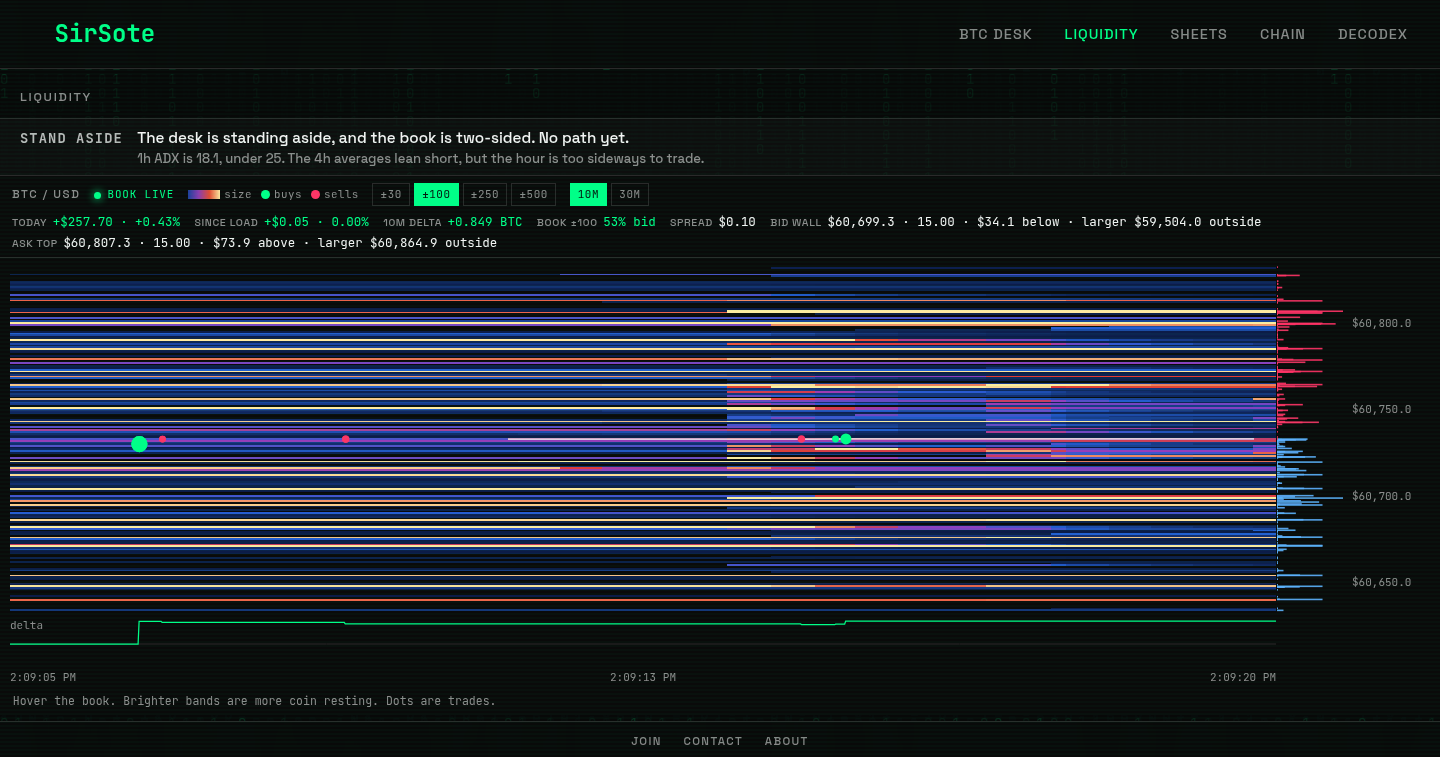 SirSote
BTC DESK LIQUIDITY SHEETS CHAIN DECODEX
LIQUIDITY
STAND ASIDE The desk is standing aside, and the book is two-sided. No path yet.
1h ADX is 18.1, under 25. The 4h averages lean short, but the hour is too sideways to trade.
BTC / USD BOOK LIVE size buys sells ±30 ±100 ±250 ±500 10M 30M
TODAY +$257.70 · +0.43% SINCE LOAD +$0.05 · 0.00% 10M DELTA +0.849 BTC BOOK ±100 53% bid SPREAD $0.10 BID WALL $60,699.3 · 15.00 · $34.1 below · larger $59,504.0 outside
ASK TOP $60,807.3 · 15.00 · $73.9 above · larger $60,864.9 outside
$60,800.0
$60,750.0
$60,700.0
$60,650.0
delta
2:09:05 PM 2:09:13 PM 2:09:20 PM
Hover the book. Brighter bands are more coin resting. Dots are trades.
JOIN CONTACT ABOUT